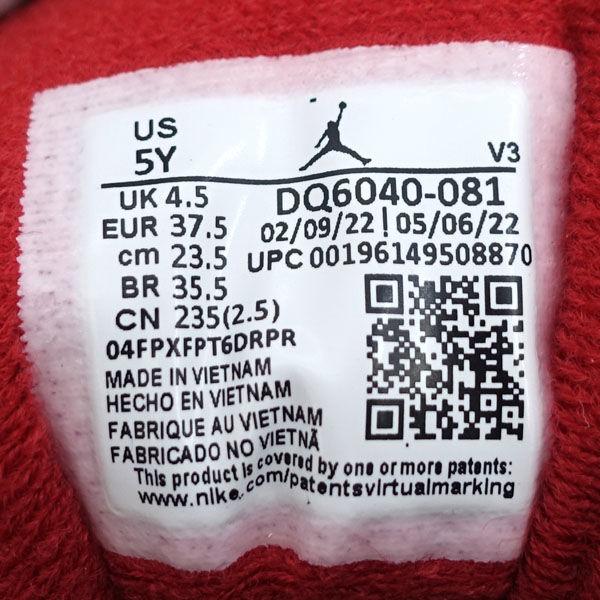 US
5Y
V3
UK 4.5
EUR 37.5
cm 23.5
BR 35.5
CN 235(2.5)
DQ6040-081
02/09/22 | 05/06/22
UPC 00196149508870
04FPXFPT6DRPR
MADE IN VIETNAM
HECHO EN VIETNAM
FABRIQUE AU VIETNAM
FABRICADO NO VIETNÃ
This product is covered by one or more patents:
www.nike.com/patentsvirtualmarking